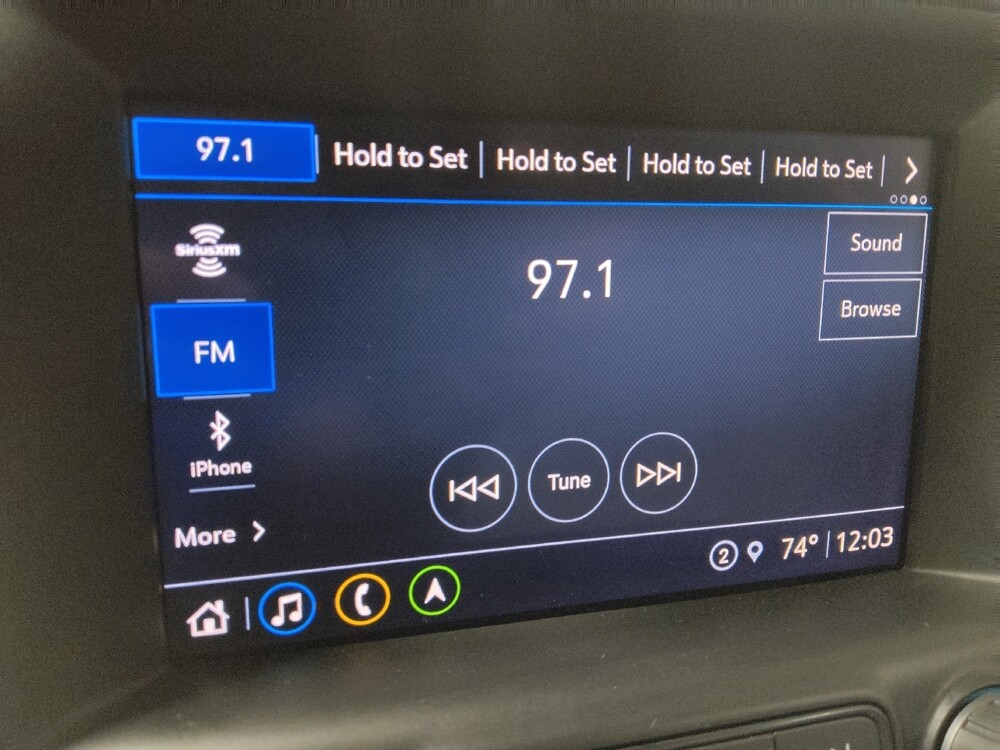 97.1 Hold to Set Hold to Set Hold to Set Hold to Set
SiriusXm
97.1
Sound
Browse
FM
iPhone
Tune
More
2 74° 12:03